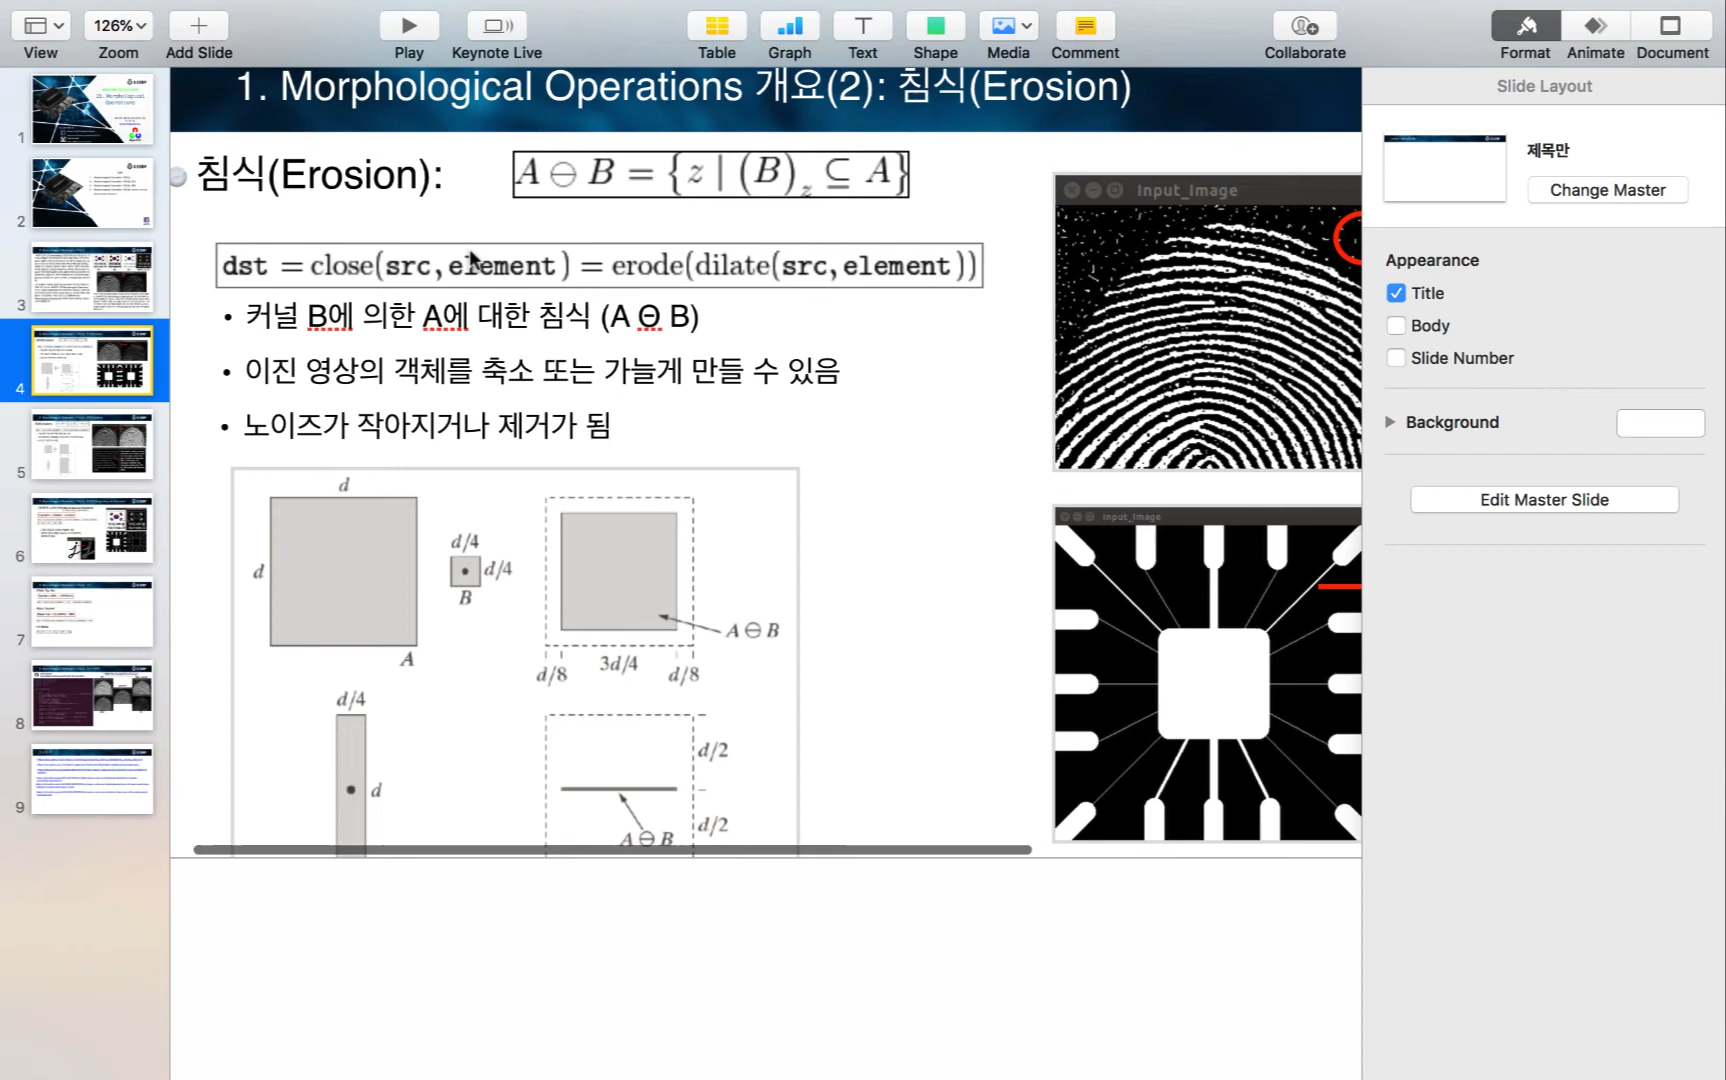 View
126%
Zoom
Add Slide
Play
Keynote Live
Table
Graph
Text
Shape
Media
Comment
Collaborate
Format
Animate
Document
1
2
3
4
5
6
7
8
9
1. Morphological Operations 개요(2): 침식(Erosion)
침식(Erosion):
A ⊖ B = {z | (B)z ⊆ A}
dst = close(src, element) = erode(dilate(src, element))
• 커널 B에 의한 A에 대한 침식 (A Θ B)
• 이진 영상의 객체를 축소 또는 가늘게 만들 수 있음
• 노이즈가 작아지거나 제거가 됨
d
d
A
d/4
d/4
B
A ⊖ B
d/8
3d/4
d/8
d/4
d
d/2
d/2
A ⊖ B
Input_Image
Input_Image
Slide Layout
제목만
Change Master
Appearance
Title
Body
Slide Number
Background
Edit Master Slide